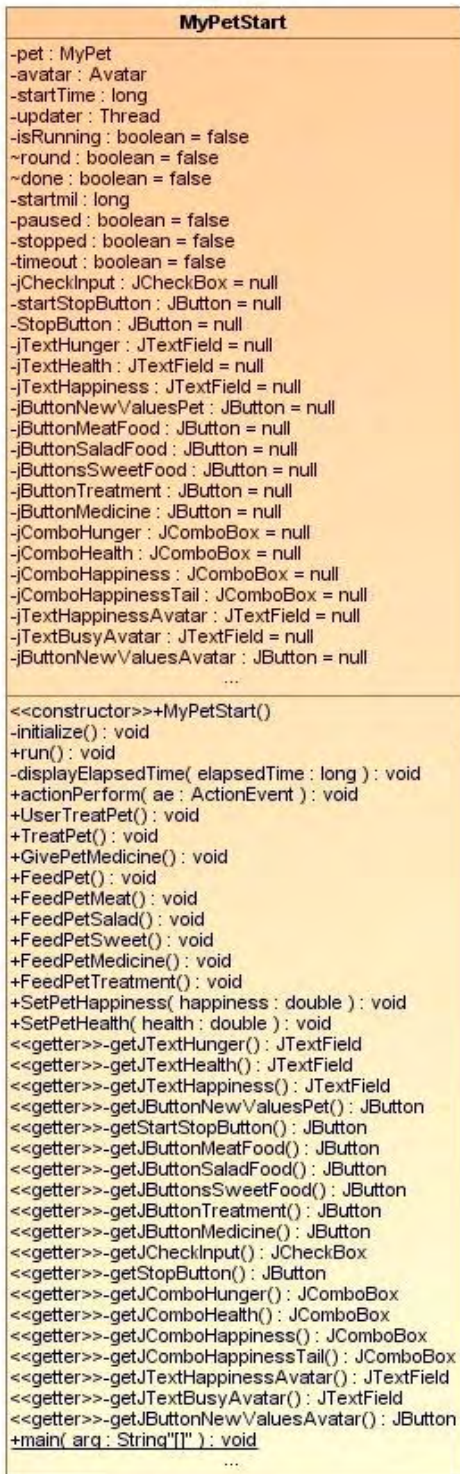 MyPetStart
-pet : MyPet
-avatar : Avatar
-startTime : long
-updater : Thread
-isRunning : boolean = false
~round : boolean = false
~done : boolean = false
-startmil : long
-paused : boolean = false
-stopped : boolean = false
-timeout : boolean = false
-jCheckInput : JCheckBox = null
-startStopButton : JButton = null
-StopButton : JButton = null
-jTextHunger : JTextField = null
-jTextHealth : JTextField = null
-jTextHappiness : JTextField = null
-jButtonNewValuesPet : JButton = null
-jButtonMeatFood : JButton = null
-jButtonSaladFood : JButton = null
-jButtonsSweetFood : JButton = null
-jButtonTreatment : JButton = null
-jButtonMedicine : JButton = null
-jComboHunger : JComboBox = null
-jComboHealth : JComboBox = null
-jComboHappiness : JComboBox = null
-jComboHappinessTail : JComboBox = null
-jTextHappinessAvatar : JTextField = null
-jTextBusyAvatar : JTextField = null
-jButtonNewValuesAvatar : JButton = null
...
<<constructor>>+MyPetStart()
-initialize() : void
+run() : void
-displayElapsedTime( elapsedTime : long ) : void
+actionPerform( ae : ActionEvent ) : void
+UserTreatPet() : void
+TreatPet() : void
+GivePetMedicine() : void
+FeedPet() : void
+FeedPetMeat() : void
+FeedPetSalad() : void
+FeedPetSweet() : void
+FeedPetMedicine() : void
+FeedPetTreatment() : void
+SetPetHappiness( happiness : double ) : void
+SetPetHealth( health : double ) : void
<<getter>>-getJTextHunger() : JTextField
<<getter>>-getJTextHealth() : JTextField
<<getter>>-getJTextHappiness() : JTextField
<<getter>>-getJButtonNewValuesPet() : JButton
<<getter>>-getStartStopButton() : JButton
<<getter>>-getJButtonMeatFood() : JButton
<<getter>>-getJButtonSaladFood() : JButton
<<getter>>-getJButtonsSweetFood() : JButton
<<getter>>-getJButtonTreatment() : JButton
<<getter>>-getJButtonMedicine() : JButton
<<getter>>-getJCheckInput() : JCheckBox
<<getter>>-getStopButton() : JButton
<<getter>>-getJComboHunger() : JComboBox
<<getter>>-getJComboHealth() : JComboBox
<<getter>>-getJComboHappiness() : JComboBox
<<getter>>-getJComboHappinessTail() : JComboBox
<<getter>>-getJTextHappinessAvatar() : JTextField
<<getter>>-getJTextBusyAvatar() : JTextField
<<getter>>-getJButtonNewValuesAvatar() : JButton
+main( arg : String"[]" ) : void
...